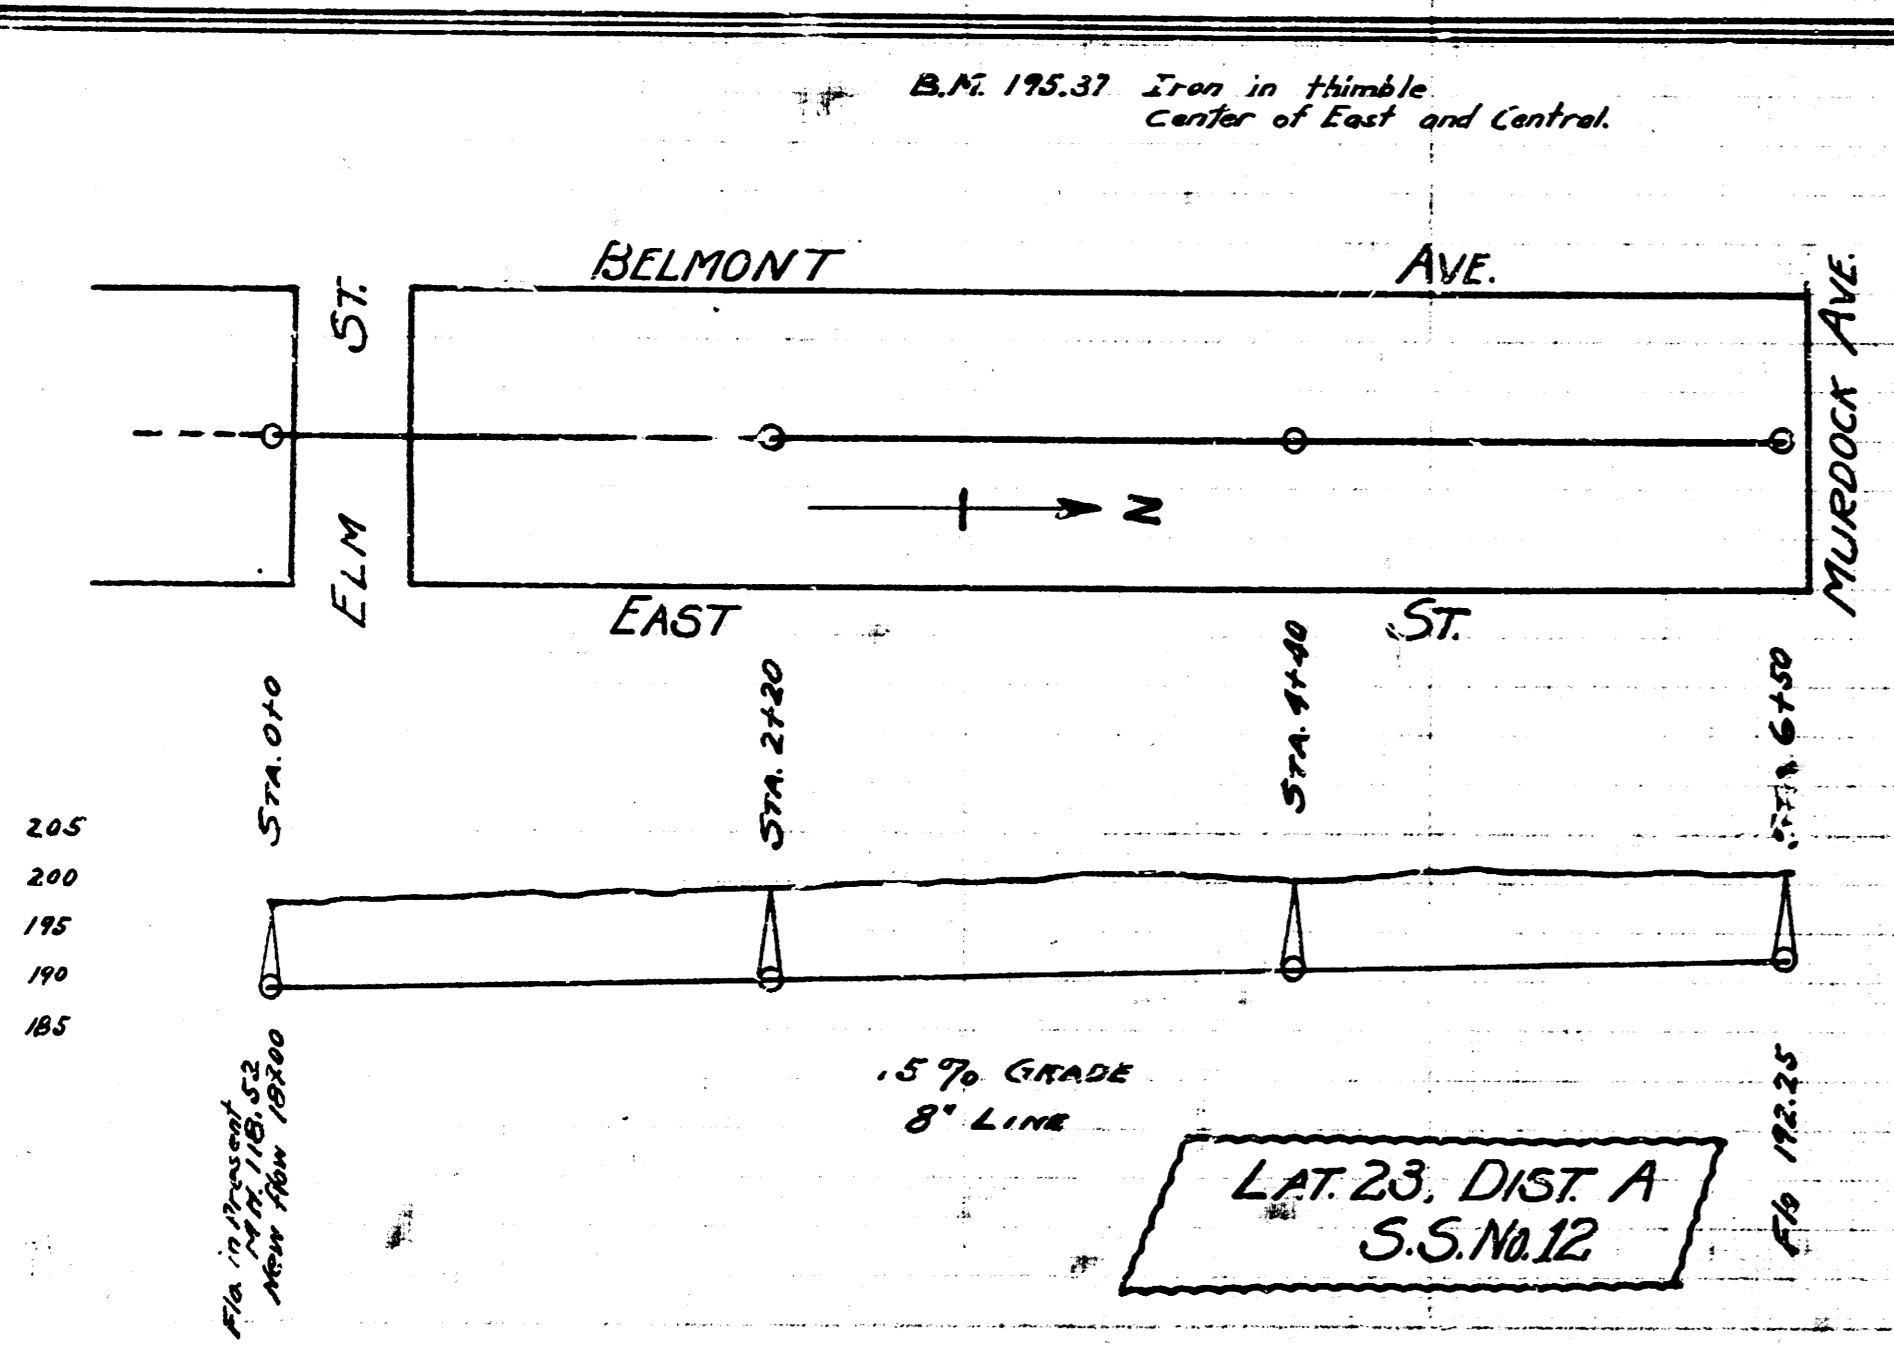 B.M. 195.37 Iron in thimble
center of East and Central.
BELMONT AVE.
ELM ST.
MURDOCK AVE.
N
EAST ST.
STA. 0+0
STA. 2+20
STA. 4+40
STA. 6+50
205
200
195
190
185
Flo. in Present
M.H. 118.52
New flow
.5% GRADE
8" LINE
Flo 192.25
LAT. 23, DIST. A
S.S. No. 12